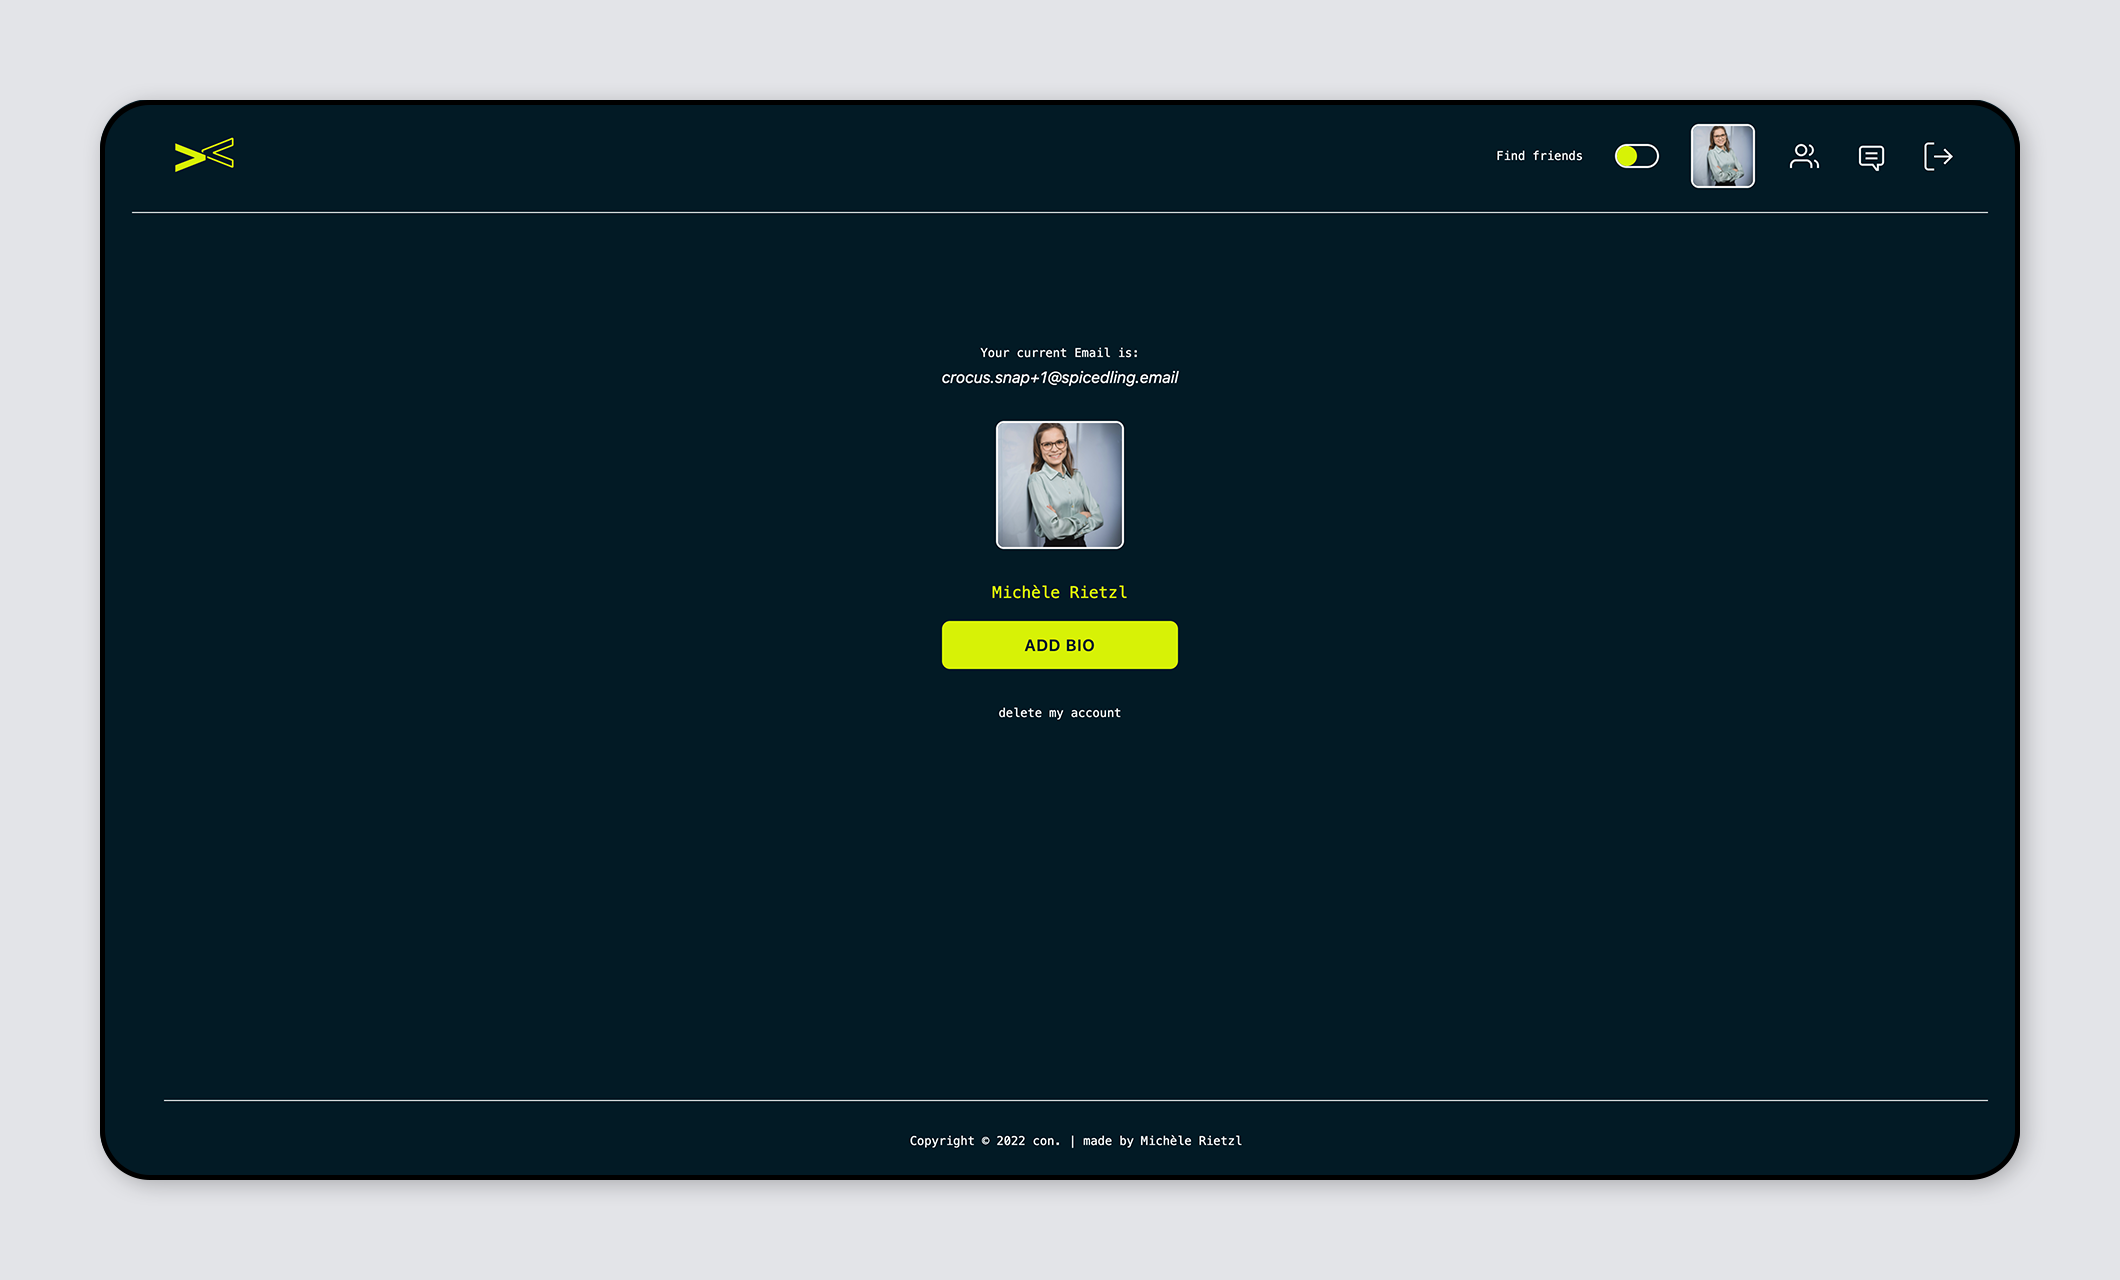 Find friends
Your current Email is:
crocus.snap+1@spicedling.email
Michèle Rietzl
ADD BIO
delete my account
Copyright © 2022 con. | made by Michèle Rietzl